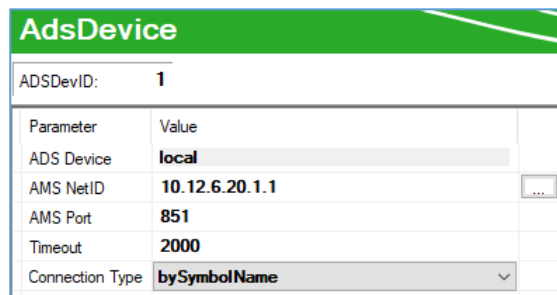 AdsDevice
ADSDevID: 1
Parameter Value
ADS Device local
AMS NetID 10.12.6.20.1.1 ...
AMS Port 851
Timeout 2000
Connection Type bySymbolName